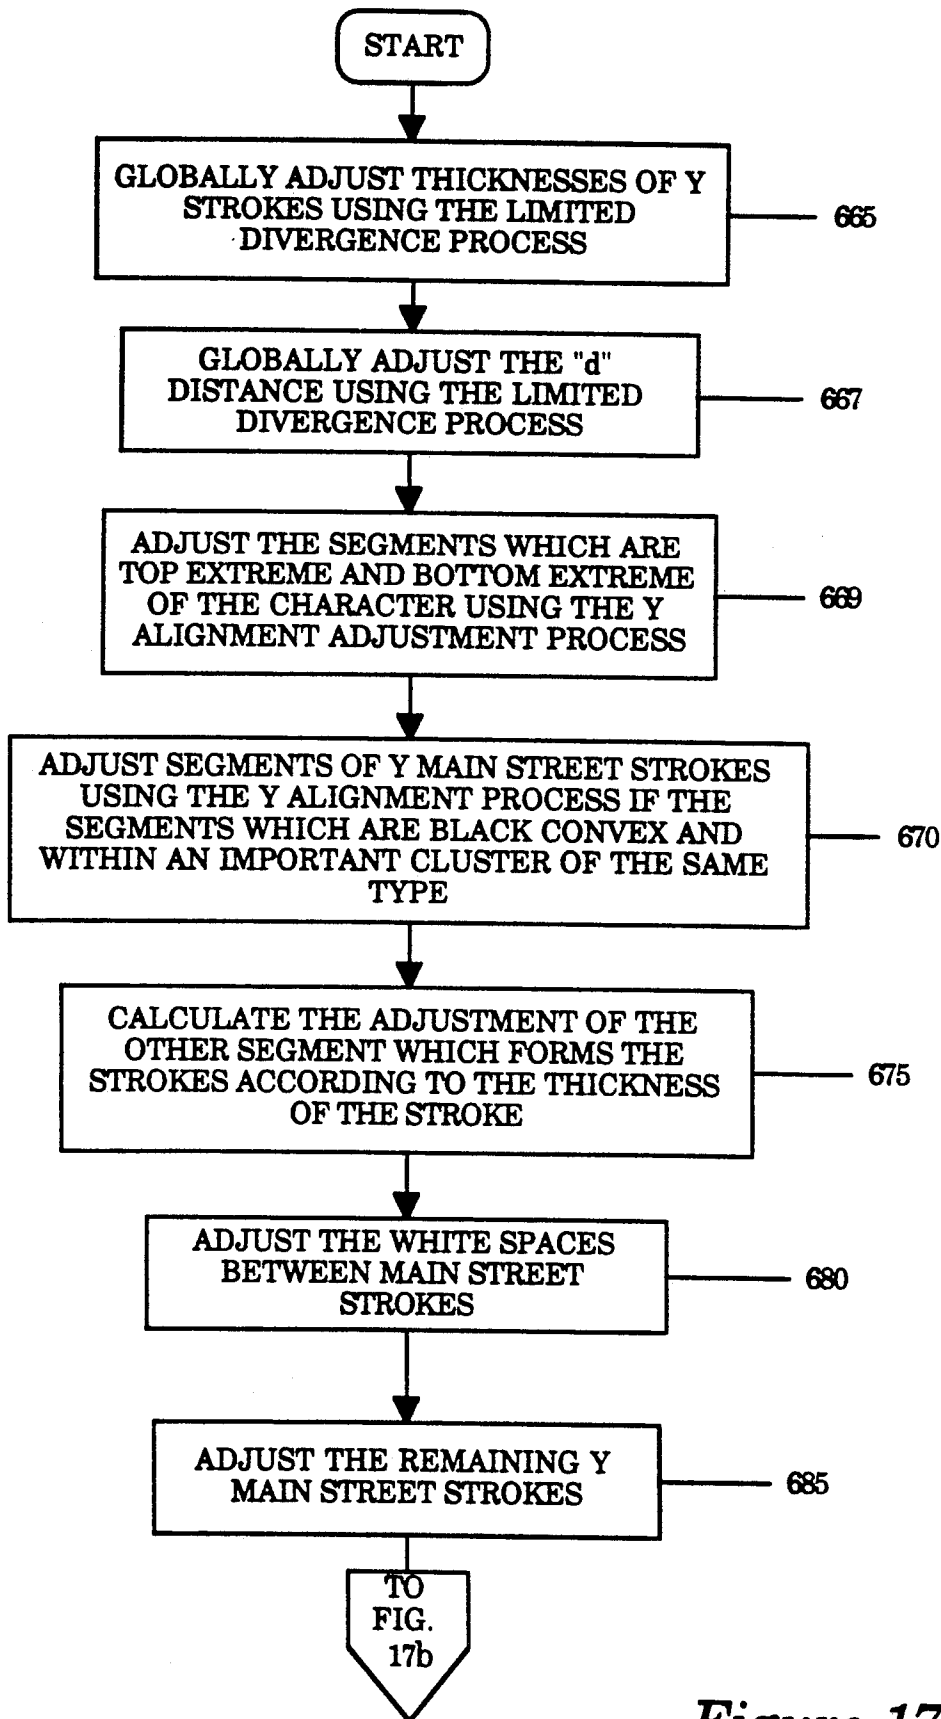 START
GLOBALLY ADJUST THICKNESSES OF Y
STROKES USING THE LIMITED
DIVERGENCE PROCESS
665
GLOBALLY ADJUST THE "d"
DISTANCE USING THE LIMITED
DIVERGENCE PROCESS
667
ADJUST THE SEGMENTS WHICH ARE
TOP EXTREME AND BOTTOM EXTREME
OF THE CHARACTER USING THE Y
ALIGNMENT ADJUSTMENT PROCESS
669
ADJUST SEGMENTS OF Y MAIN STREET STROKES
USING THE Y ALIGNMENT PROCESS IF THE
SEGMENTS WHICH ARE BLACK CONVEX AND
WITHIN AN IMPORTANT CLUSTER OF THE SAME
TYPE
670
CALCULATE THE ADJUSTMENT OF THE
OTHER SEGMENT WHICH FORMS THE
STROKES ACCORDING TO THE THICKNESS
OF THE STROKE
675
ADJUST THE WHITE SPACES
BETWEEN MAIN STREET
STROKES
680
ADJUST THE REMAINING Y
MAIN STREET STROKES
685
TO
FIG.
17b
Figure 17